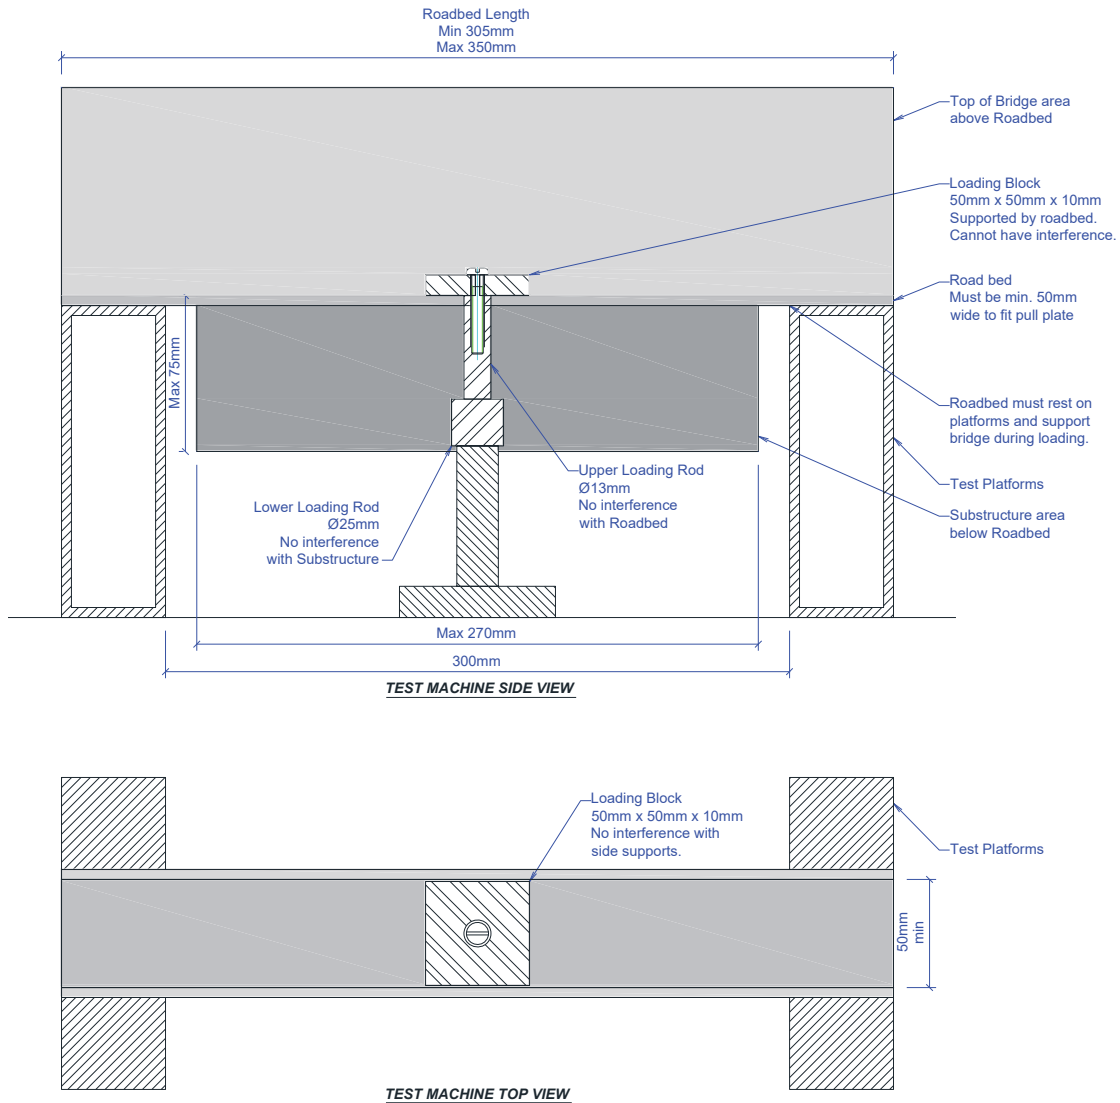 Roadbed Length
Min 305mm
Max 350mm
Top of Bridge area
above Roadbed
Loading Block
50mm x 50mm x 10mm
Supported by roadbed.
Cannot have interference.
Road bed
Must be min. 50mm
wide to fit pull plate
Max 75mm
Roadbed must rest on
platforms and support
bridge during loading.
Upper Loading Rod
Ø13mm
No interference
with Roadbed
Lower Loading Rod
Ø25mm
No interference
with Substructure
Test Platforms
Substructure area
below Roadbed
Max 270mm
300mm
TEST MACHINE SIDE VIEW
Loading Block
50mm x 50mm x 10mm
No interference with
side supports.
Test Platforms
50mm
min
TEST MACHINE TOP VIEW